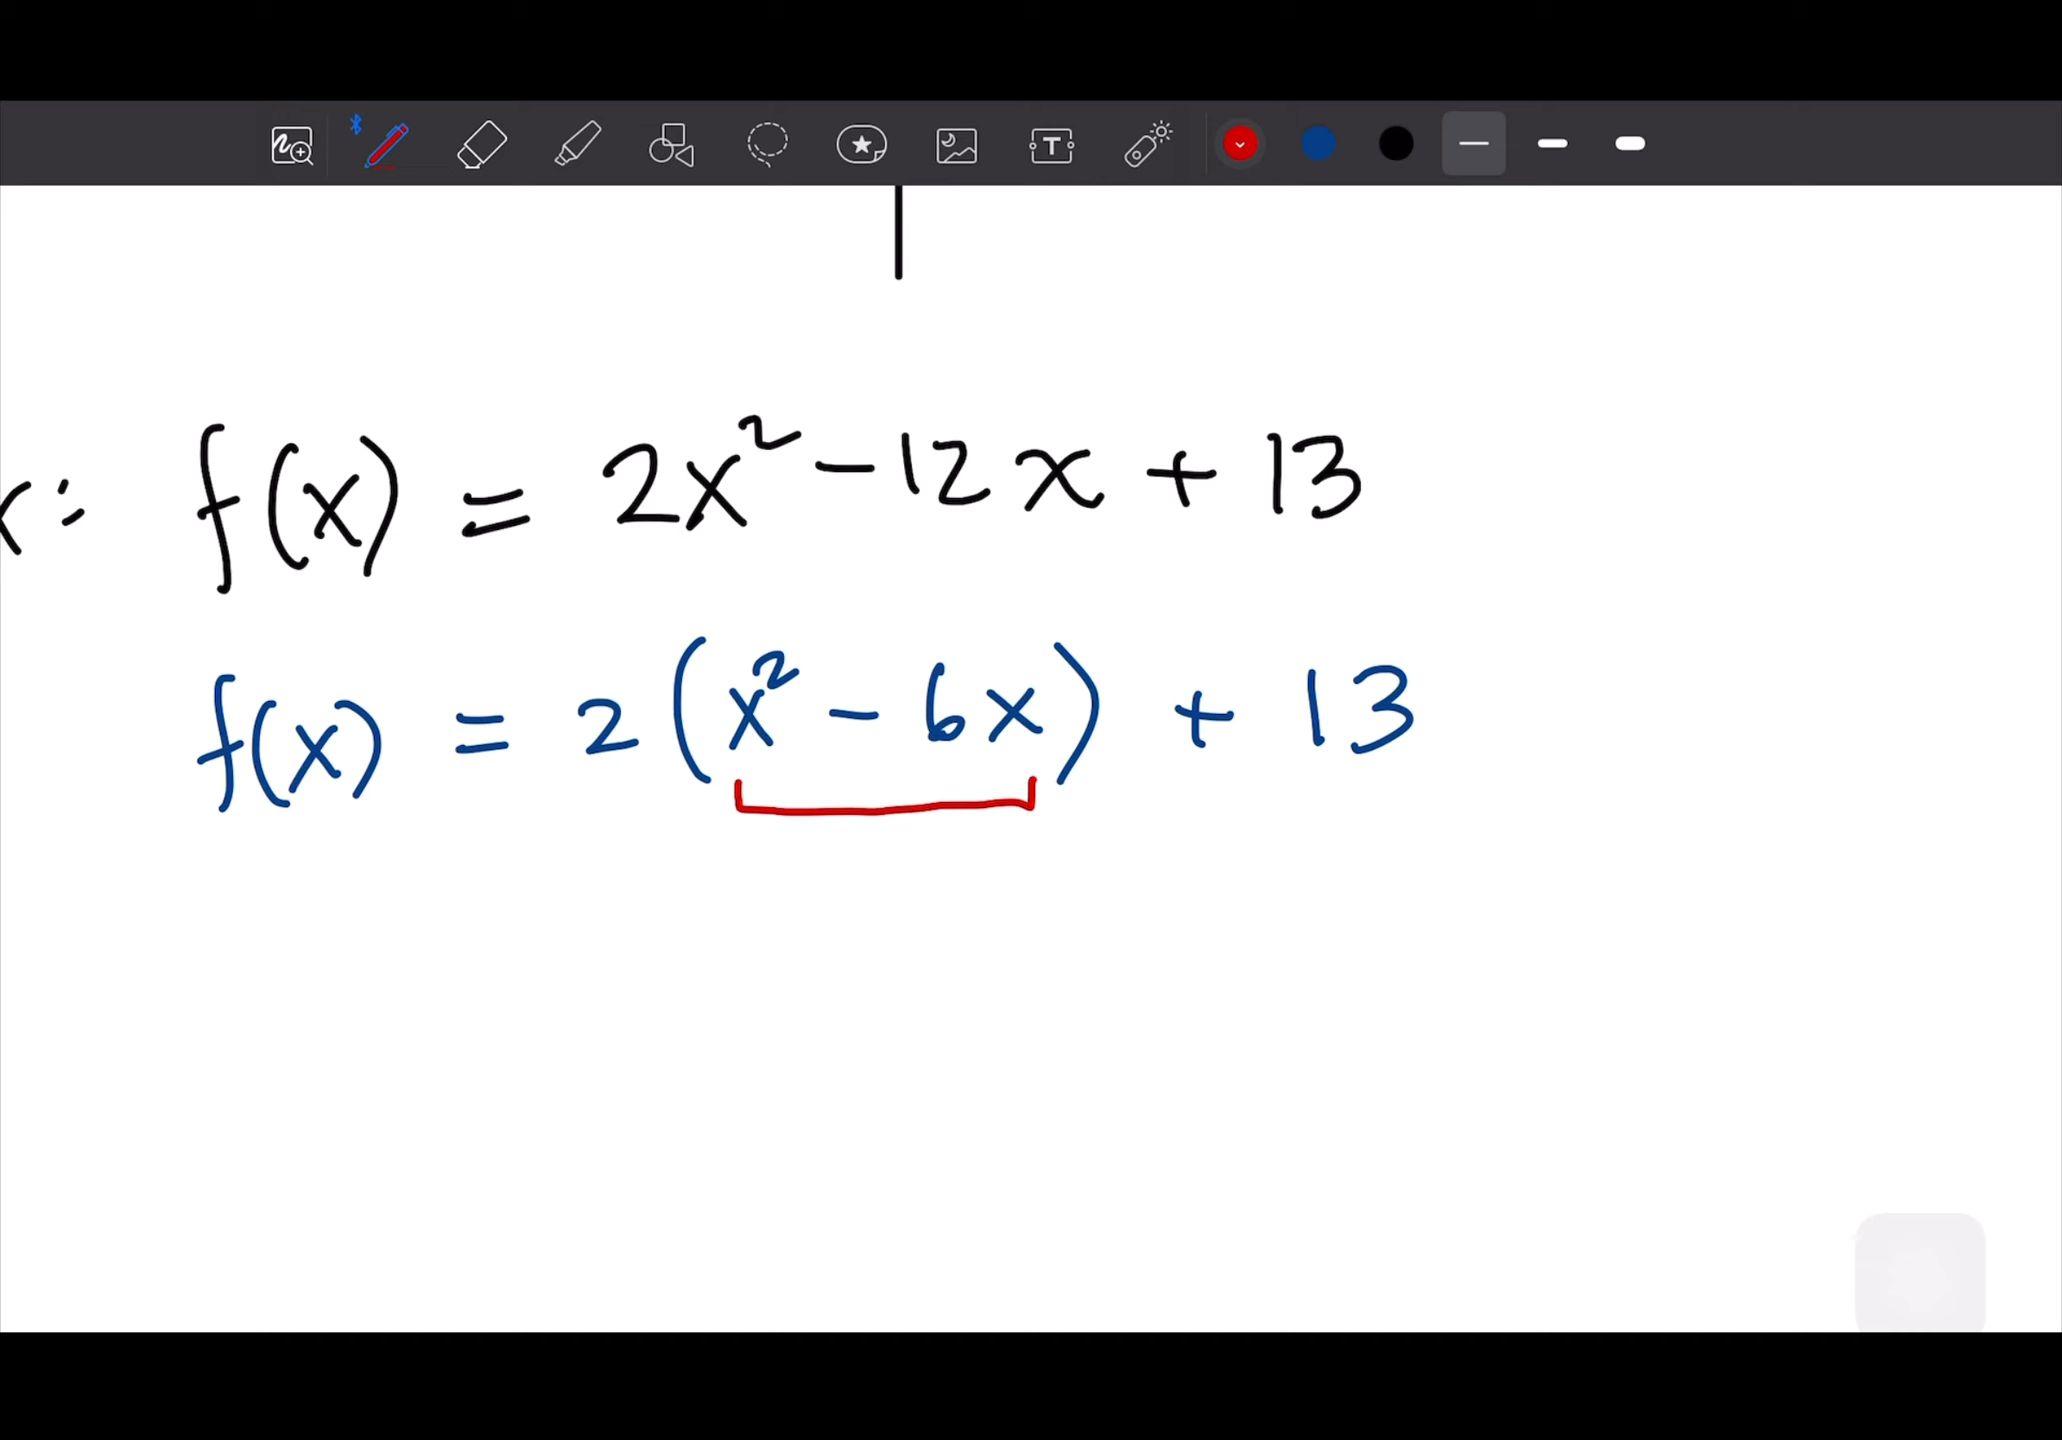 x: f(x) = 2x² - 12x + 13
f(x) = 2 (x² - 6x) + 13